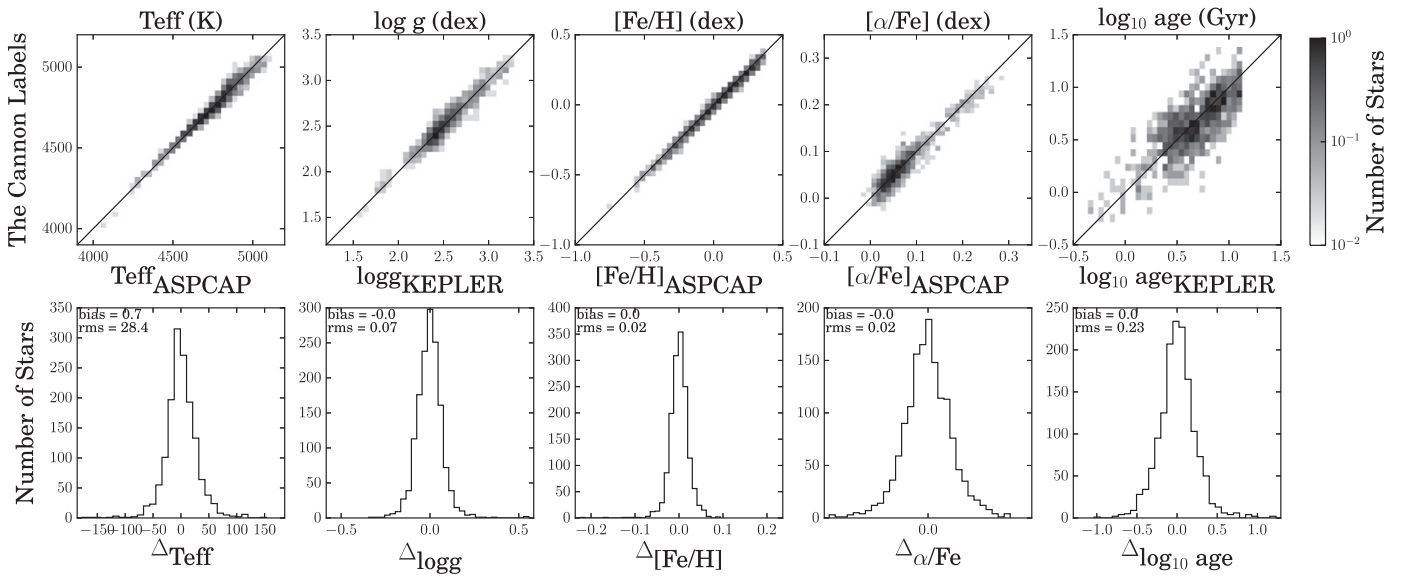 Teff (K)
log g (dex)
[Fe/H] (dex)
[α/Fe] (dex)
log₁₀ age (Gyr)
The Cannon Labels
5000
4500
4000
4000 4500 5000
3.5
3.0
2.5
2.0
1.5
1.5 2.0 2.5 3.0 3.5
0.5
0.0
−0.5
−1.0
−1.0 −0.5 0.0 0.5
0.3
0.2
0.1
0.0
−0.1
−0.1 0.0 0.1 0.2 0.3
1.5
1.0
0.5
0.0
−0.5
−0.5 0.0 0.5 1.0 1.5
10⁰
10⁻¹
10⁻²
Number of Stars
Teff ASPCAP
logg KEPLER
[Fe/H] ASPCAP
[α/Fe] ASPCAP
log₁₀ age KEPLER
Number of Stars
350
300
250
200
150
100
50
0
bias = 0.7
rms = 28.4
−150 −100 −50 0 50 100 150
Δ Teff
300
250
200
150
100
50
0
bias = -0.0
rms = 0.07
−0.5 0.0 0.5
Δ logg
400
350
300
250
200
150
100
50
0
bias = 0.0
rms = 0.02
−0.2 −0.1 0.0 0.1 0.2
Δ [Fe/H]
200
150
100
50
0
bias = -0.0
rms = 0.02
0.0
Δ α/Fe
250
200
150
100
50
0
bias = 0.0
rms = 0.23
−1.0 −0.5 0.0 0.5 1.0
Δ log₁₀ age